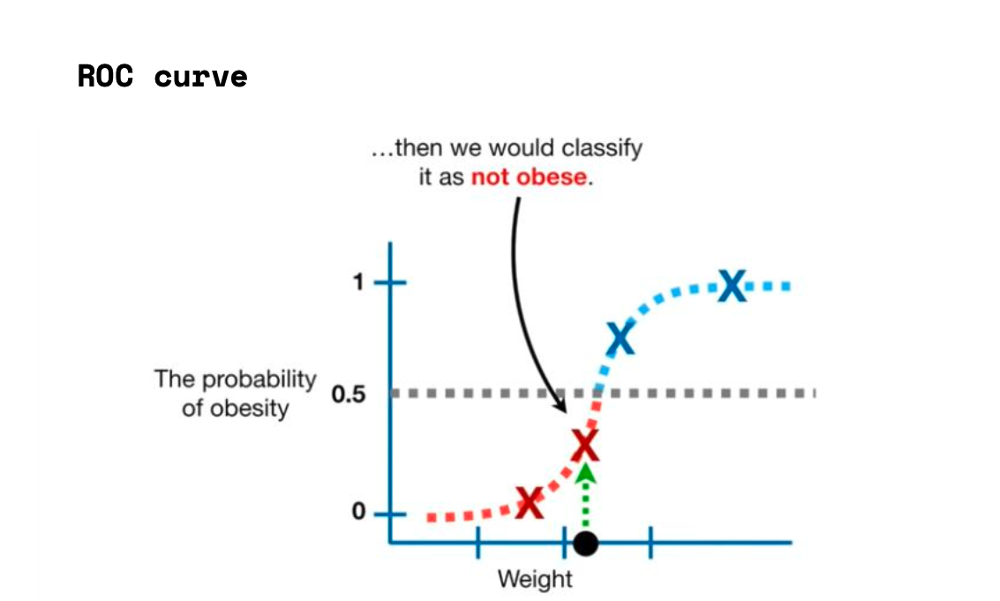 ROC curve
...then we would classify
it as not obese.
1
The probability
of obesity
0.5
0
Weight